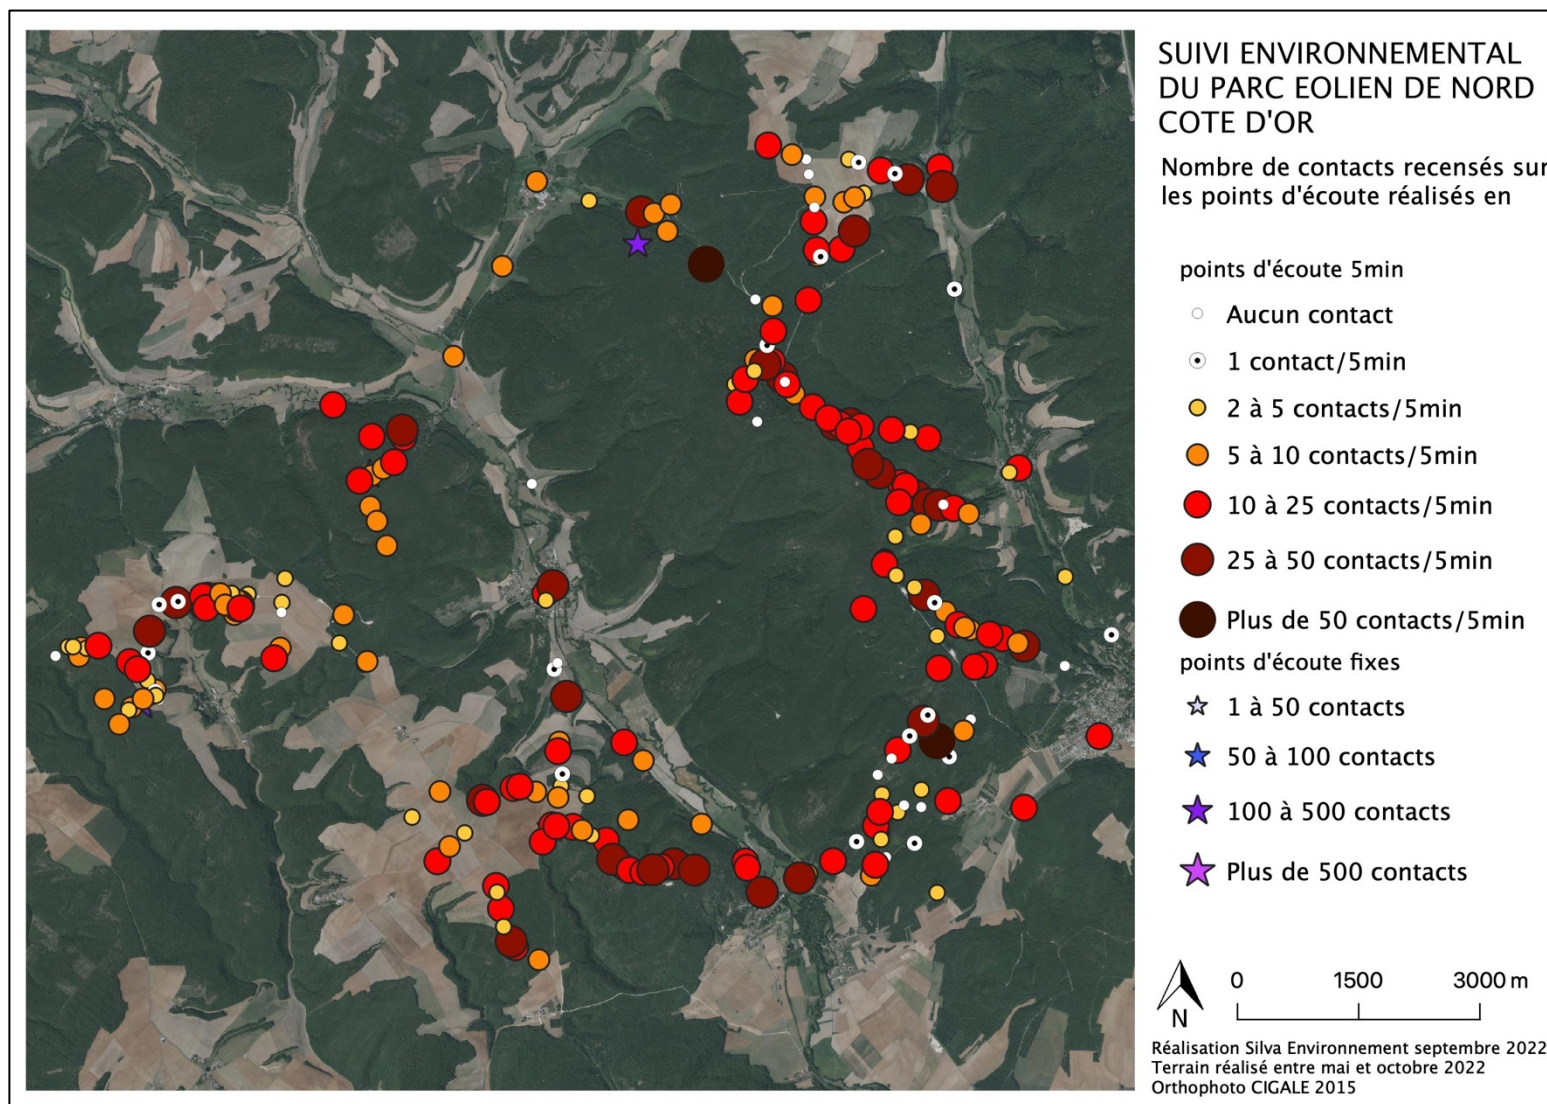 SUIVI ENVIRONNEMENTAL
DU PARC EOLIEN DE NORD
COTE D'OR
Nombre de contacts recensés sur
les points d'écoute réalisés en
points d'écoute 5min
Aucun contact
1 contact/5min
2 à 5 contacts/5min
5 à 10 contacts/5min
10 à 25 contacts/5min
25 à 50 contacts/5min
Plus de 50 contacts/5min
points d'écoute fixes
1 à 50 contacts
50 à 100 contacts
100 à 500 contacts
Plus de 500 contacts
N
0 1500 3000 m
Réalisation Silva Environnement septembre 2022
Terrain réalisé entre mai et octobre 2022
Orthophoto CIGALE 2015